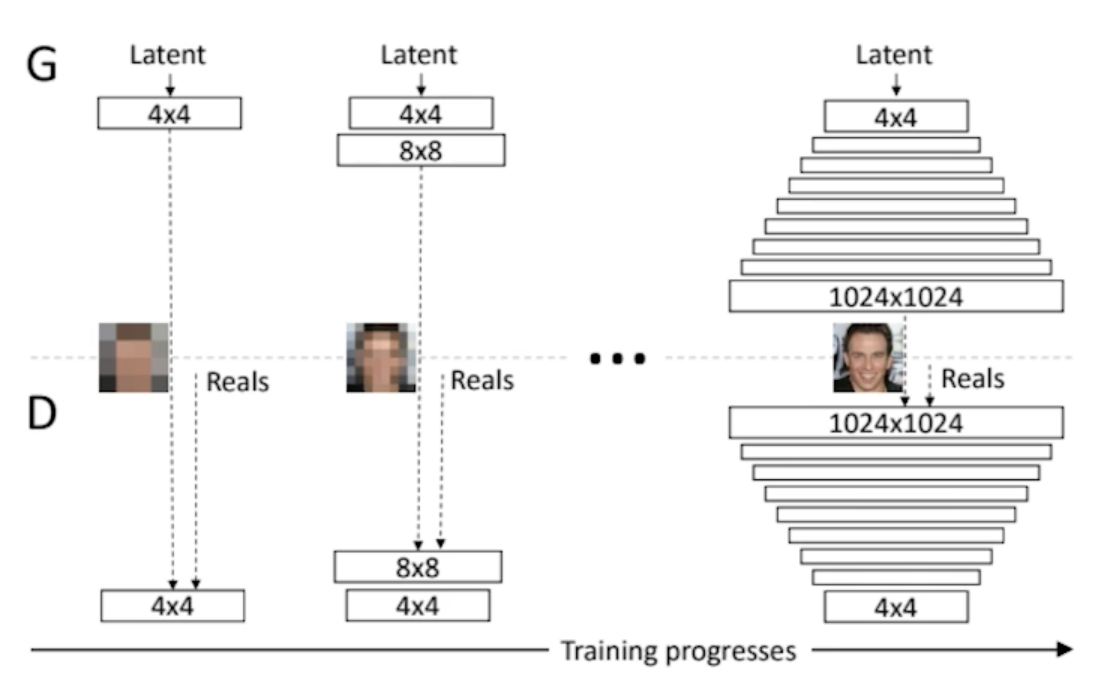 G
Latent
4x4
Latent
4x4
8x8
Latent
4x4
1024x1024
Reals
Reals
Reals
D
1024x1024
8x8
4x4
4x4
4x4
Training progresses